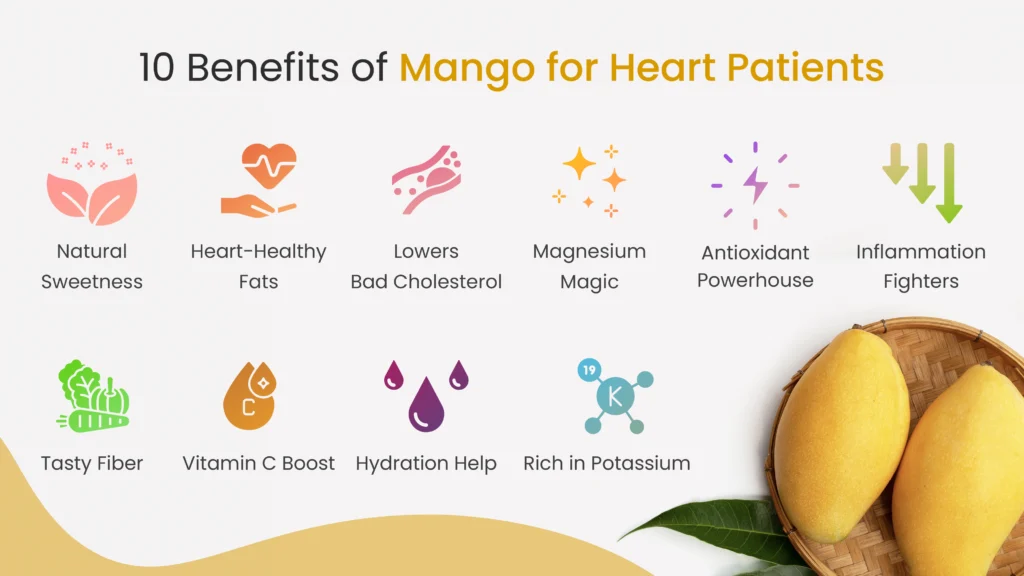 10 Benefits of Mango for Heart Patients
Natural
Sweetness
Heart-Healthy
Fats
Lowers
Bad Cholesterol
Magnesium
Magic
Antioxidant
Powerhouse
Inflammation
Fighters
Tasty Fiber
C
Vitamin C Boost
Hydration Help
19
K
Rich in Potassium